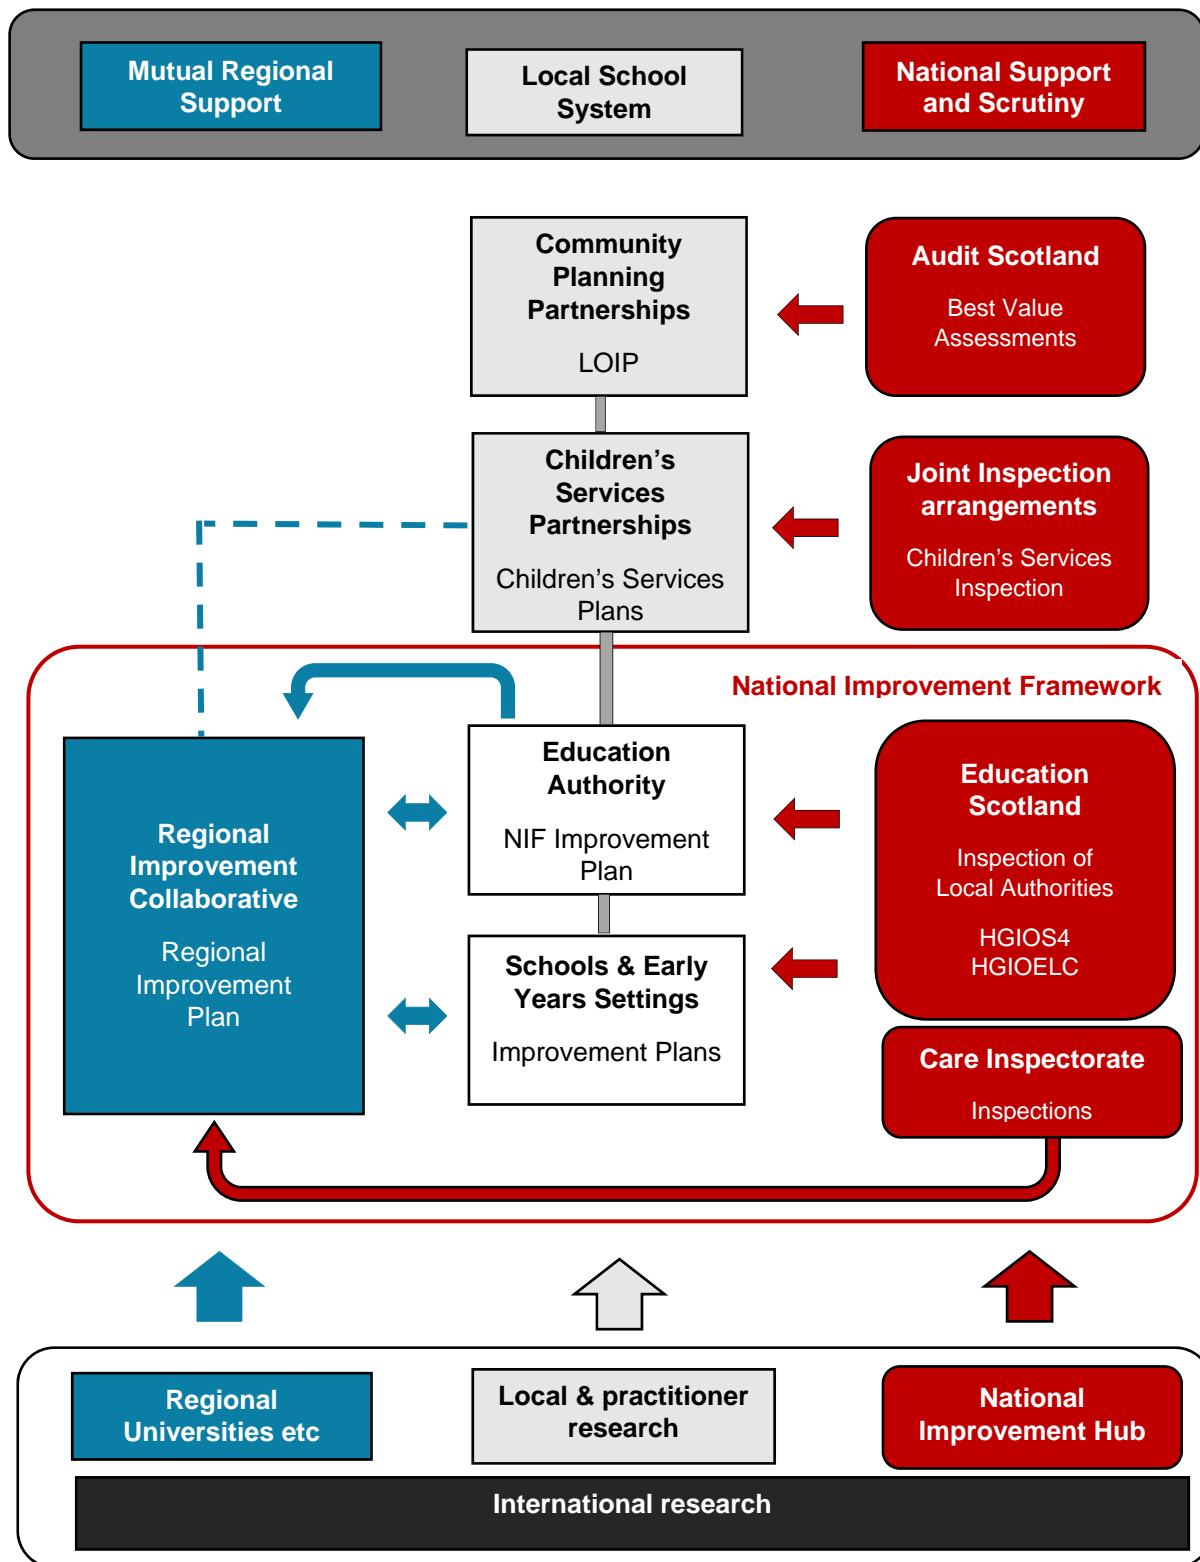 Mutual Regional
Support
Local School
System
National Support
and Scrutiny
Community
Planning
Partnerships
LOIP
Audit Scotland
Best Value
Assessments
Children’s
Services
Partnerships
Children’s Services
Plans
Joint Inspection
arrangements
Children’s Services
Inspection
National Improvement Framework
Regional
Improvement
Collaborative
Regional
Improvement
Plan
Education
Authority
NIF Improvement
Plan
Schools & Early
Years Settings
Improvement Plans
Education
Scotland
Inspection of
Local Authorities
HGIOS4
HGIOELC
Care Inspectorate
Inspections
Regional
Universities etc
Local & practitioner
research
National
Improvement Hub
International research